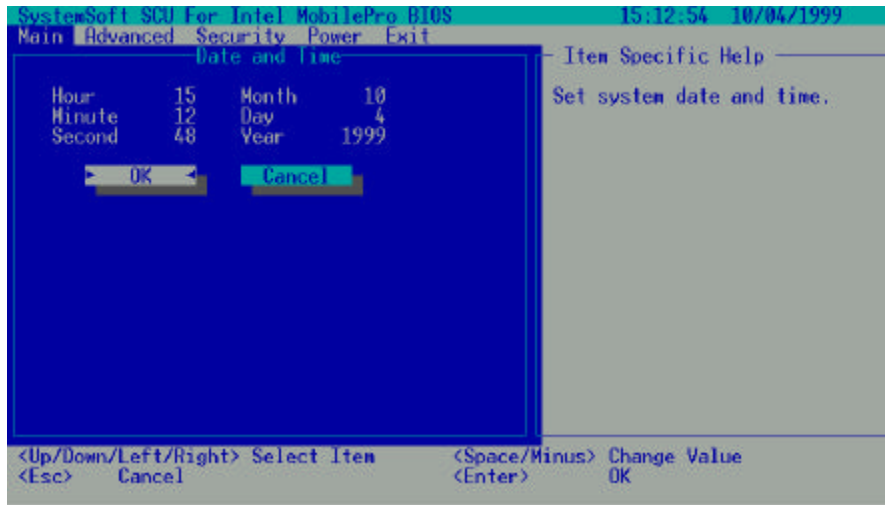 SystemSoft SCU For Intel MobilePro BIOS 15:12:54 10/04/1999
Main Advanced Security Power Exit
Date and Time
Item Specific Help
Hour 15 Month 10
Set system date and time.
Minute 12 Day 4
Second 48 Year 1999
OK Cancel
<Up/Down/Left/Right> Select Item <Space/Minus> Change Value
<Esc> Cancel <Enter> OK